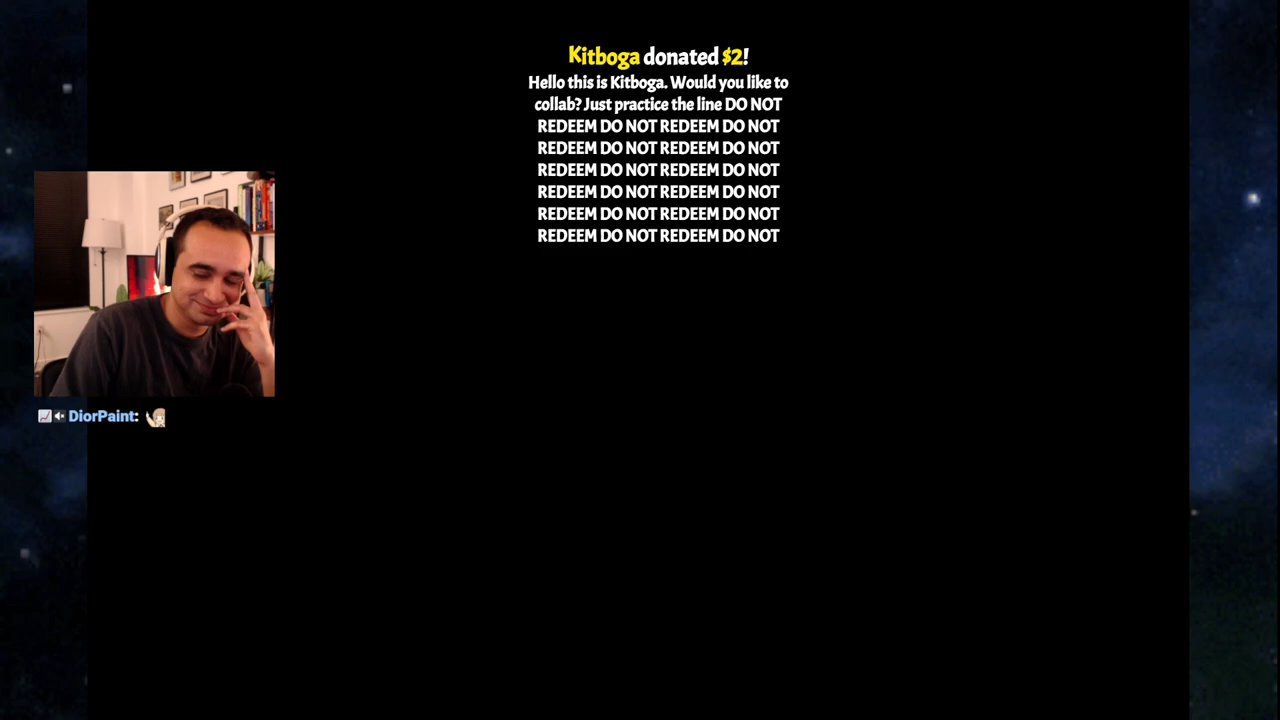 Kitboga donated $2!
Hello this is Kitboga. Would you like to
collab? Just practice the line DO NOT
REDEEM DO NOT REDEEM DO NOT
REDEEM DO NOT REDEEM DO NOT
REDEEM DO NOT REDEEM DO NOT
REDEEM DO NOT REDEEM DO NOT
REDEEM DO NOT REDEEM DO NOT
REDEEM DO NOT REDEEM DO NOT
DiorPaint: